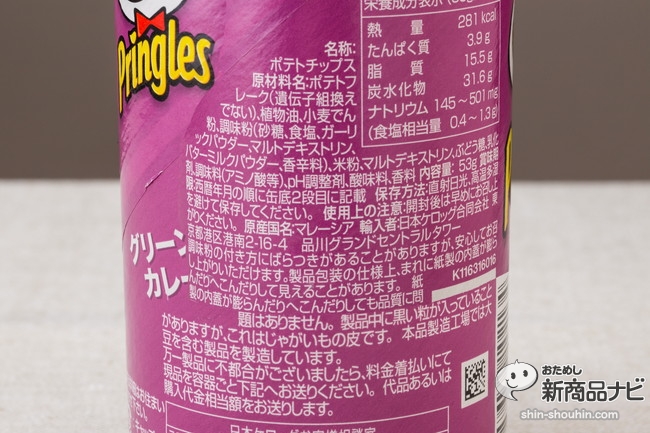 Pringles
栄養成分表示
熱量 281 kcal
たんぱく質 3.9 g
脂質 15.5 g
炭水化物 31.6 g
ナトリウム 145～501 mg
(食塩相当量 0.4～1.3 g)
名称:
ポテトチップス
原材料名:ポテトフ
レーク(遺伝子組換え
でない)、植物油、小麦でん
粉、調味料(砂糖、食塩、ガーリ
ックパウダー、マルトデキストリン、
バターミルクパウダー、香辛料)、米粉、マルトデキストリン、ぶどう糖、乳化
剤、調味料(アミノ酸等)、pH調整剤、酸味料、香料 内容量: 53g 賞味期
限:西暦年月の順に缶底2段目に記載 保存方法:直射日光、高温多湿
を避けて保存してください。 使用上の注意:開封後は早めにお召し上
がりください。 原産国名:マレーシア 輸入者:日本ケロッグ合同会社 東
京都港区港南2-16-4 品川グランドセントラルタワー
調味料の付き方にばらつきがあることがありますが、安心してお召
し上がりいただけます。製品包装の仕様上、まれに紙製の内蓋が膨ら
んだりへこんだりして見えることがあります。 紙
製の内蓋が膨らんだりへこんだりしても品質に問
題はありません。製品中に黒い粒が入っていること
がありますが、これはじゃがいもの皮です。 本品製造工場では大
豆を含む製品を製造しています。
万一製品に不都合がございましたら、料金着払いにて
現品を容器ごと下記へお送りください。 代品あるいは
購入代金相当額をお送りします。
K116316016
グリーン
カレー
おためし
新商品ナビ
shin-shouhin.com